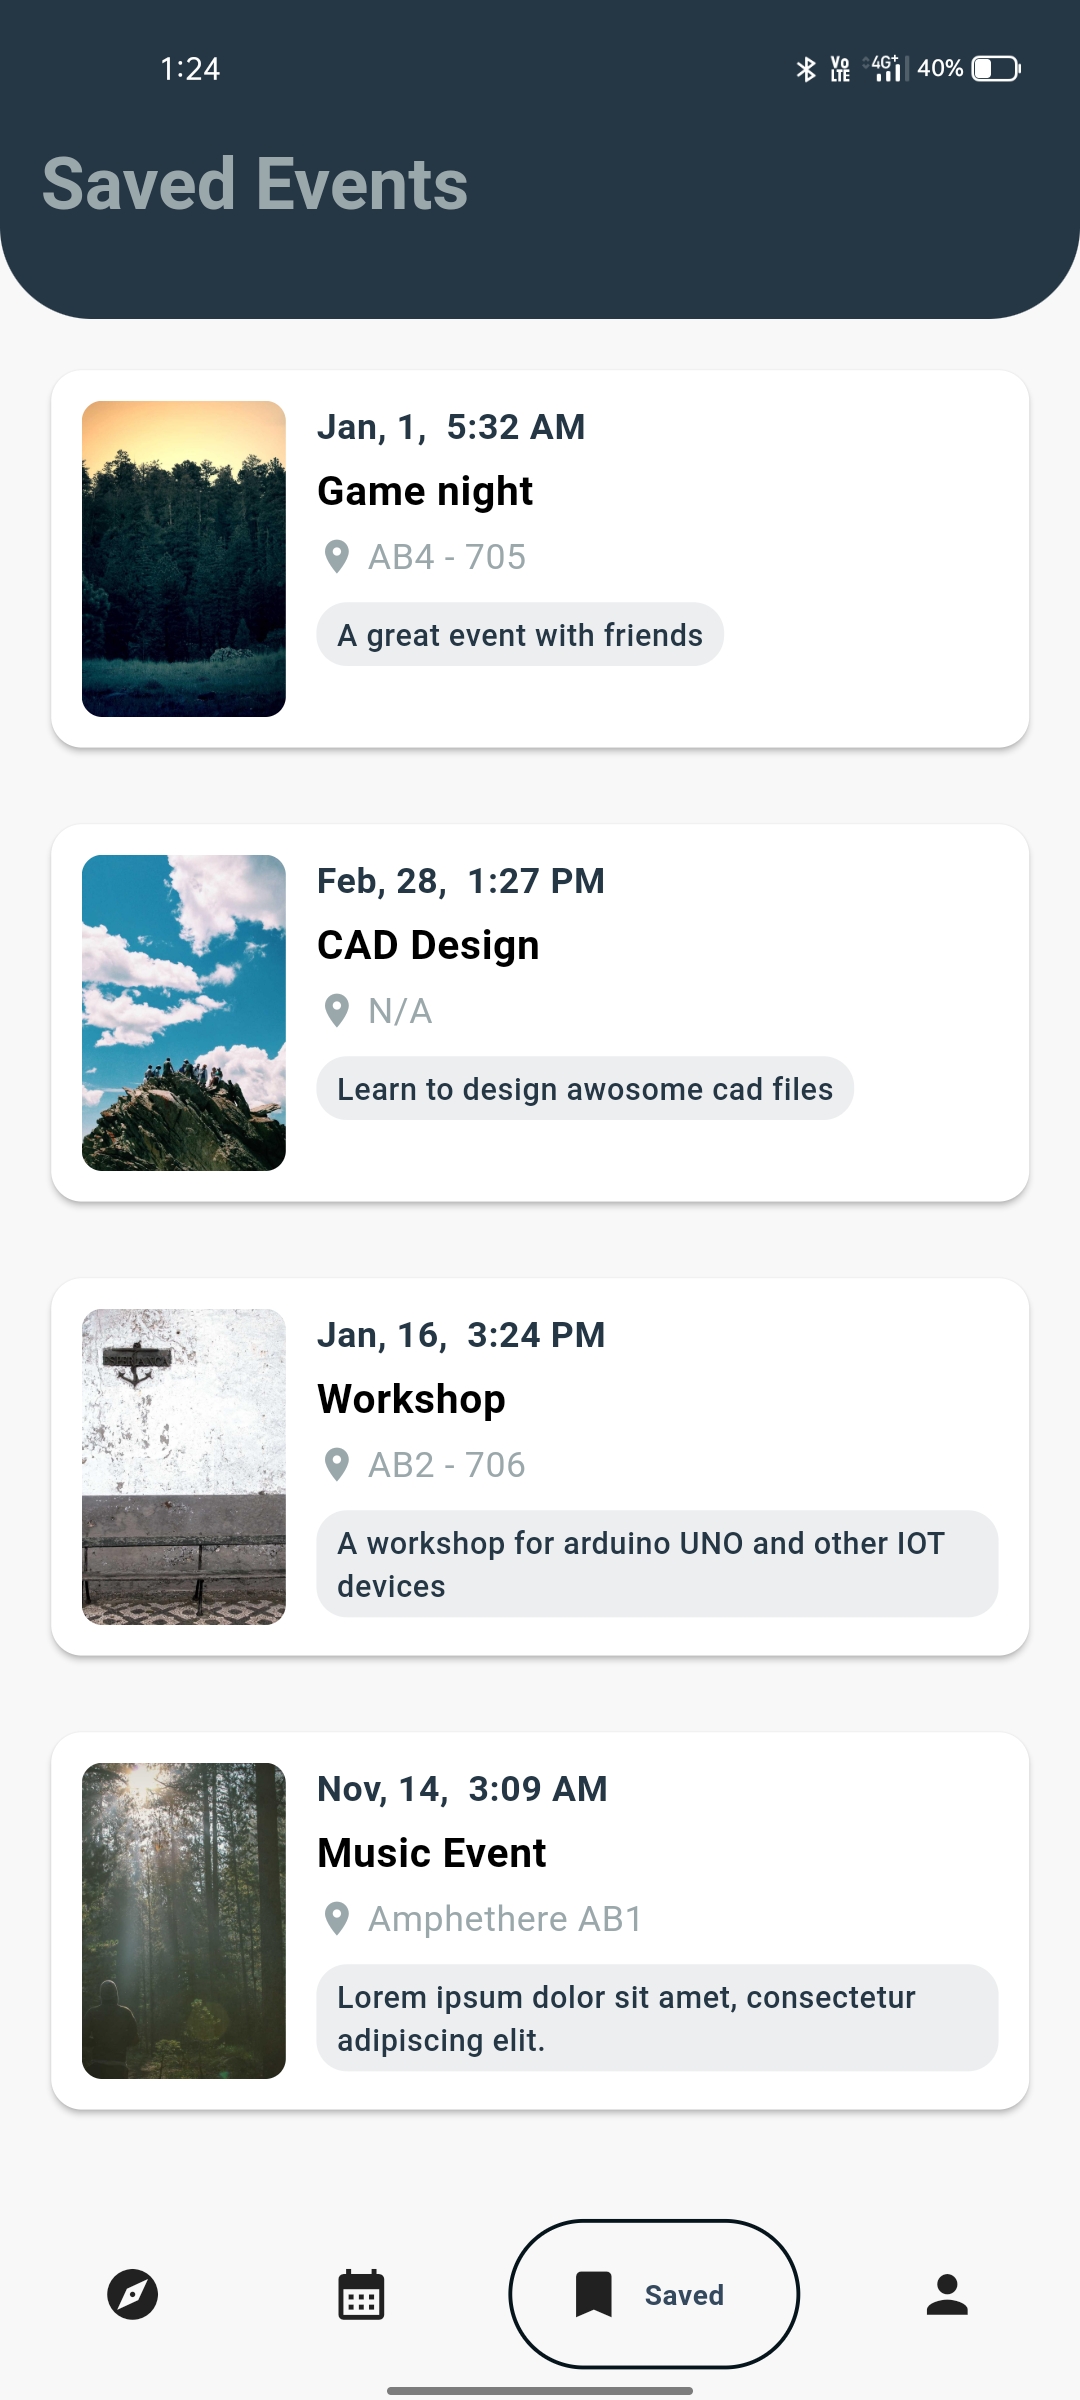 1:24
Vo LTE 4G+ 40%
Saved Events
Jan, 1, 5:32 AM
Game night
AB4 - 705
A great event with friends
Feb, 28, 1:27 PM
CAD Design
N/A
Learn to design awosome cad files
Jan, 16, 3:24 PM
Workshop
AB2 - 706
A workshop for arduino UNO and other IOT
devices
Nov, 14, 3:09 AM
Music Event
Amphethere AB1
Lorem ipsum dolor sit amet, consectetur
adipiscing elit.
Saved